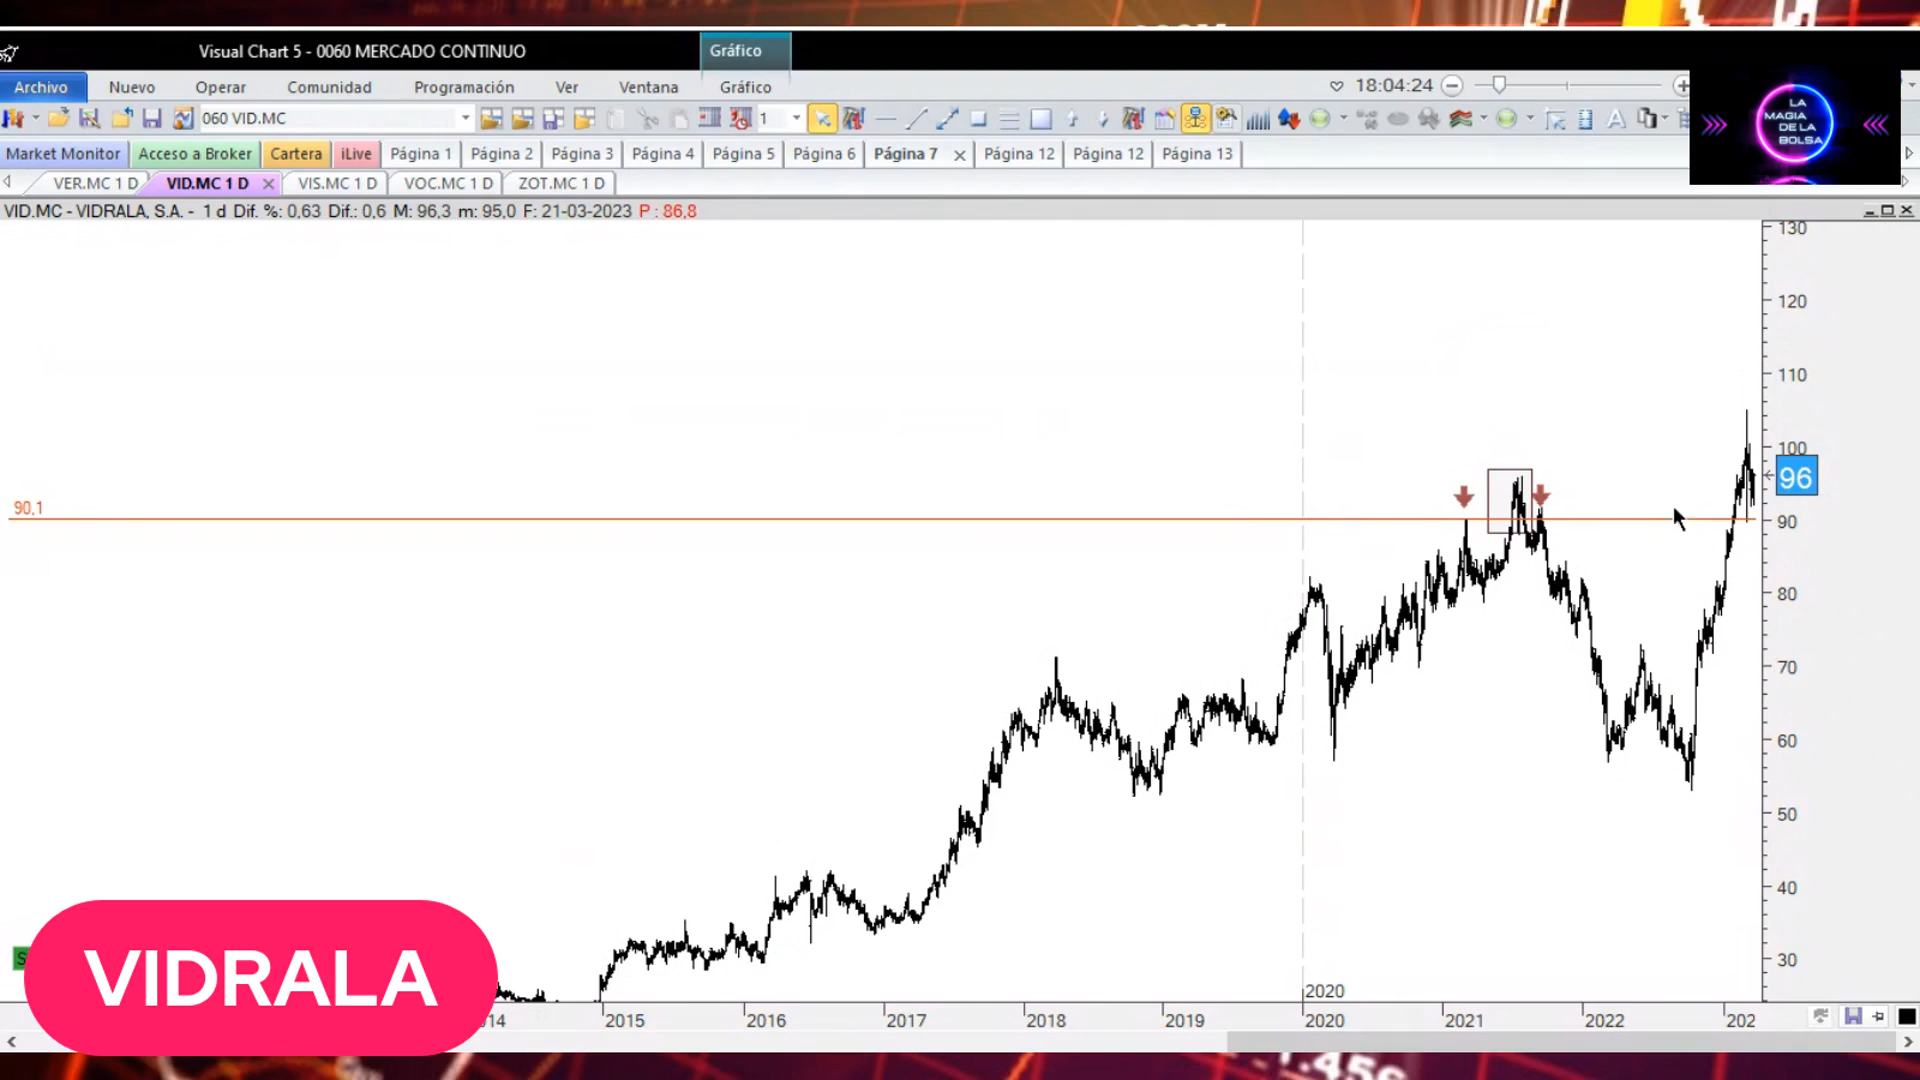 Visual Chart 5 - 0060 MERCADO CONTINUO
Gráfico
Archivo Nuevo Operar Comunidad Programación Ver Ventana Gráfico 18:04:24
060 VID.MC 1
LA
MAGIA
DE LA
BOLSA
Market Monitor Acceso a Broker Cartera iLive Página 1 Página 2 Página 3 Página 4 Página 5 Página 6 Página 7 Página 12 Página 12 Página 13
VER.MC 1 D VID.MC 1 D VIS.MC 1 D VOC.MC 1 D ZOT.MC 1 D
VID.MC - VIDRALA, S.A. - 1 d Dif. %: 0,63 Dif.: 0,6 M: 96,3 m: 95,0 F: 21-03-2023 P : 86,8
130
120
110
100
96
90,1
90
80
70
60
50
40
30
VIDRALA
2020
14 2015 2016 2017 2018 2019 2020 2021 2022 202